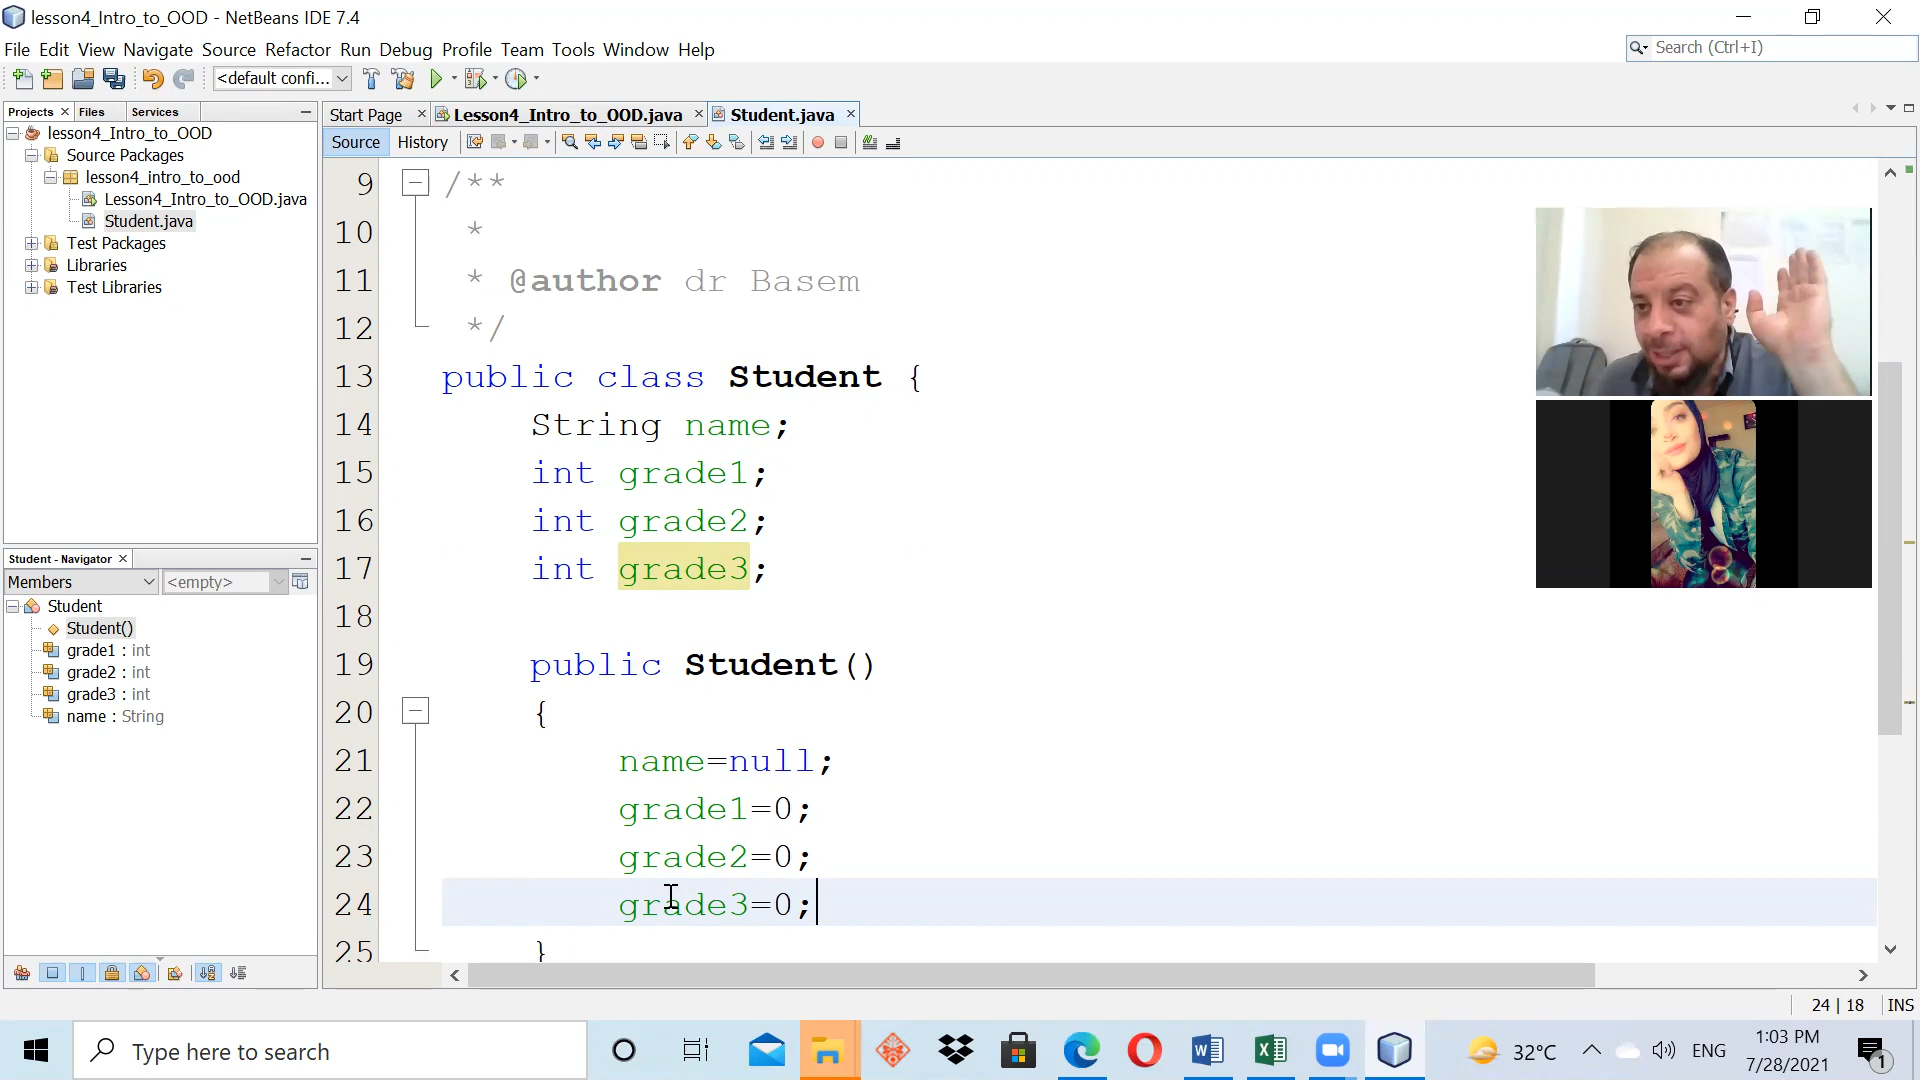 lesson4_Intro_to_OOD - NetBeans IDE 7.4
File Edit View Navigate Source Refactor Run Debug Profile Team Tools Window Help
Search (Ctrl+I)
<default confi...
Projects Files Services
Start Page Lesson4_Intro_to_OOD.java Student.java
Source History
lesson4_Intro_to_OOD
Source Packages
lesson4_intro_to_ood
Lesson4_Intro_to_OOD.java
Student.java
Test Packages
Libraries
Test Libraries
Student - Navigator
Members <empty>
Student
Student()
grade1 : int
grade2 : int
grade3 : int
name : String
9 /**
10 *
11 * @author dr Basem
12 */
13 public class Student {
14 String name;
15 int grade1;
16 int grade2;
17 int grade3;
18
19 public Student()
20 {
21 name=null;
22 grade1=0;
23 grade2=0;
24 grade3=0;
25 }
24 | 18 INS
Type here to search
32°C
ENG
1:03 PM
7/28/2021
1